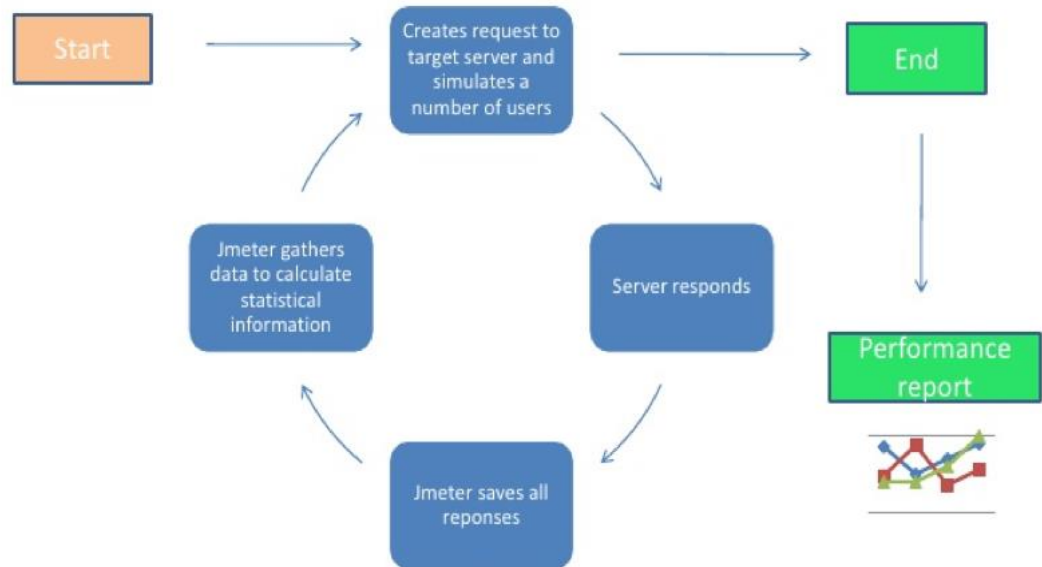 Start
Creates request to
target server and
simulates a
number of users
End
Jmeter gathers
data to calculate
statistical
information
Server responds
Performance
report
Jmeter saves all
reponses